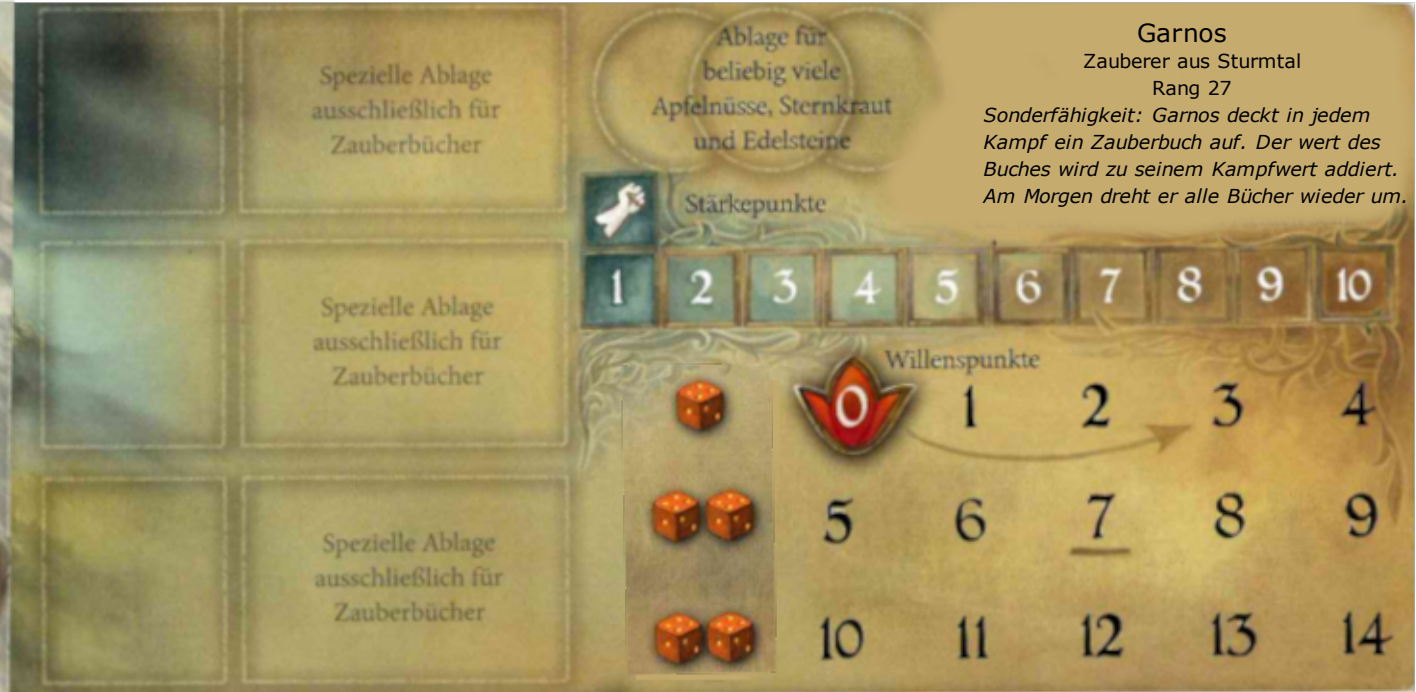 Spezielle Ablage
ausschließlich für
Zauberbücher
Spezielle Ablage
ausschließlich für
Zauberbücher
Spezielle Ablage
ausschließlich für
Zauberbücher
Ablage für
beliebig viele
Apfelnüsse, Sternkraut
und Edelsteine
Garnos
Zauberer aus Sturmtal
Rang 27
Sonderfähigkeit: Garnos deckt in jedem
Kampf ein Zauberbuch auf. Der wert des
Buches wird zu seinem Kampfwert addiert.
Am Morgen dreht er alle Bücher wieder um.
Stärkepunkte
1 2 3 4 5 6 7 8 9 10
Willenspunkte
0 1 2 3 4
5 6 7 8 9
10 11 12 13 14